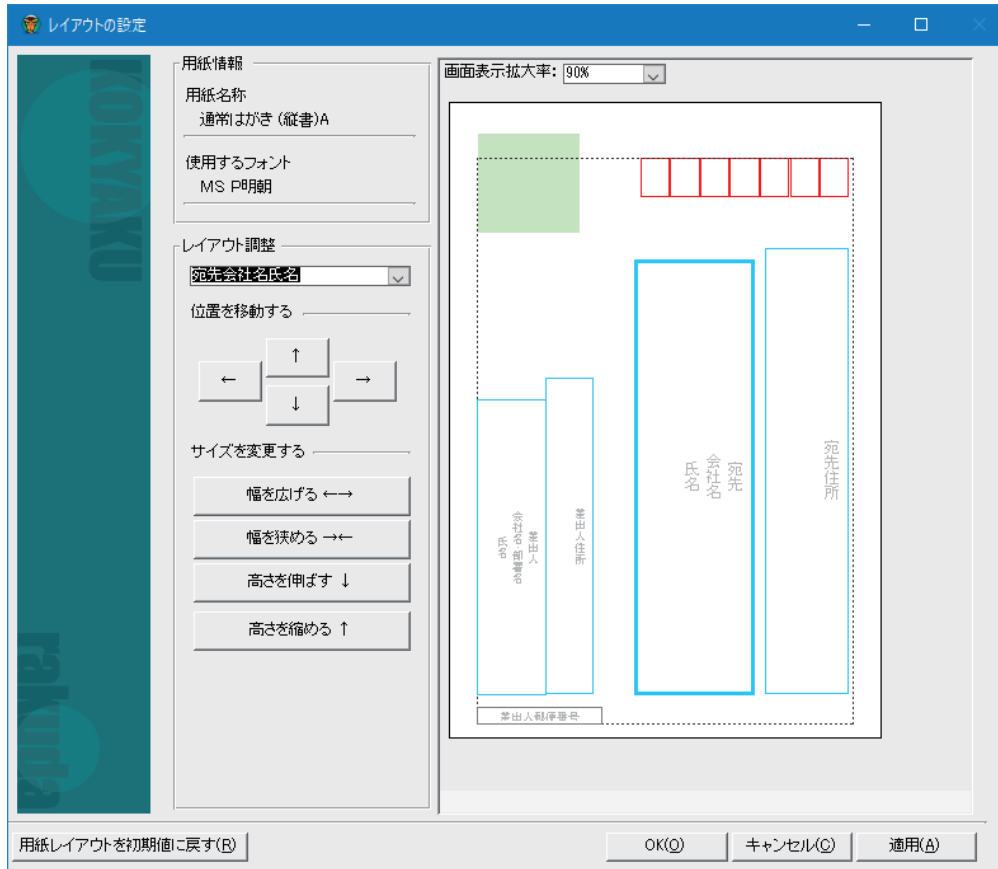 レイアウトの設定
KOKYAKU
rakuda
用紙情報
用紙名称
通常はがき (縦書)A
使用するフォント
MS P明朝
レイアウト調整
宛先会社名氏名
位置を移動する
↑
←
→
↓
サイズを変更する
幅を広げる ←→
幅を狭める →←
高さを伸ばす ↓
高さを縮める ↑
画面表示拡大率: 90%
宛先住所
宛先
会社名
氏名
差出人住所
差出人
会社名・部署名
氏名
差出人郵便番号
用紙レイアウトを初期値に戻す(R)
OK(O)
キャンセル(C)
適用(A)